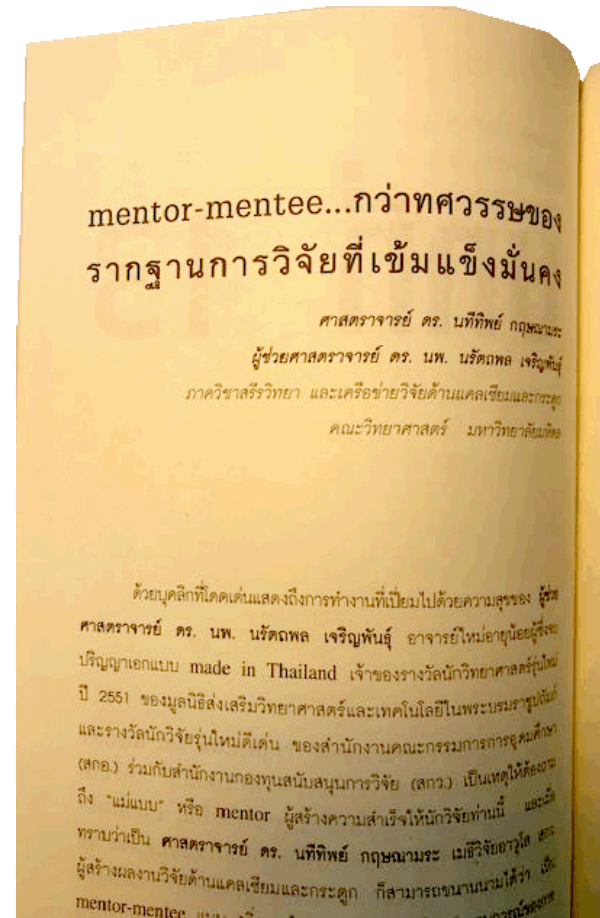 mentor-mentee...กว่าทศวรรษของ
รากฐานการวิจัยที่เข้มแข็งมั่นคง
ศาสตราจารย์ ดร. นทีทิพย์ กฤษณามระ
ผู้ช่วยศาสตราจารย์ ดร. นพ. นรัตถพล เจริญพันธุ์
ภาควิชาสรีรวิทยา และเครือข่ายวิจัยด้านแคลเซียมและกระดูก
คณะวิทยาศาสตร์ มหาวิทยาลัยมหิดล
ด้วยบุคลิกที่โดดเด่นแสดงถึงการทำงานที่เปี่ยมไปด้วยความสุขของ ผู้ช่วย
ศาสตราจารย์ ดร. นพ. นรัตถพล เจริญพันธุ์ อาจารย์ใหม่อายุน้อยผู้ซึ่งจบ
ปริญญาเอกแบบ made in Thailand เจ้าของรางวัลนักวิทยาศาสตร์รุ่นใหม่
ปี 2551 ของมูลนิธิส่งเสริมวิทยาศาสตร์และเทคโนโลยีในพระบรมราชูปถัมภ์
และรางวัลนักวิจัยรุ่นใหม่ดีเด่น ของสำนักงานคณะกรรมการการอุดมศึกษา
(สกอ.) ร่วมกับสำนักงานกองทุนสนับสนุนการวิจัย (สกว.) เป็นเหตุให้ต้องถาม
ถึง "แม่แบบ" หรือ mentor ผู้สร้างความสำเร็จให้นักวิจัยท่านนี้ และเมื่อ
ทราบว่าเป็น ศาสตราจารย์ ดร. นทีทิพย์ กฤษณามระ เมธีวิจัยอาวุโส สกว.
ผู้สร้างผลงานวิจัยด้านแคลเซียมและกระดูก ก็สามารถขนานนามได้ว่า เป็น
mentor-mentee